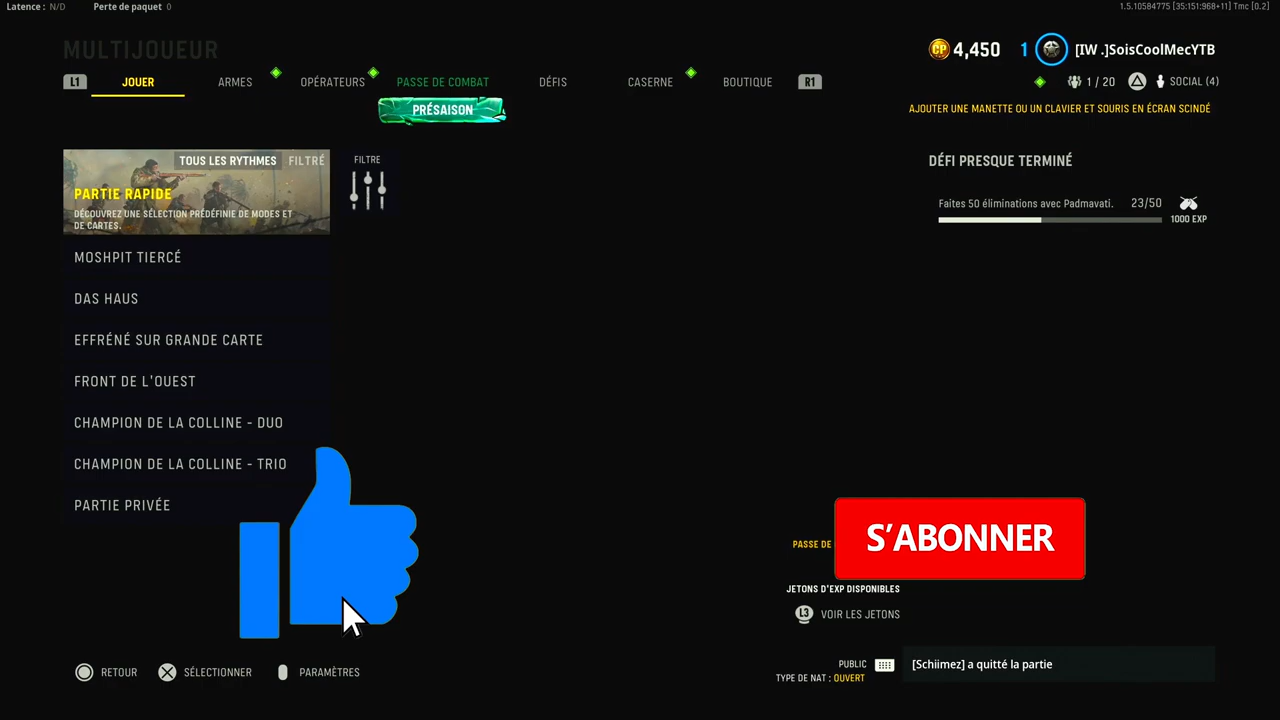 Latence : N/D Perte de paquet 0
1.5.10584775 [35:151:968+11] Tmc [0.2]
MULTIJOUEUR
CP 4,450 1 [IW .]SoisCoolMecYTB
L1 JOUER ARMES OPÉRATEURS PASSE DE COMBAT DÉFIS CASERNE BOUTIQUE R1
1 / 20 SOCIAL (4)
PRÉSAISON
AJOUTER UNE MANETTE OU UN CLAVIER ET SOURIS EN ÉCRAN SCINDÉ
TOUS LES RYTHMES FILTRÉ
FILTRE
PARTIE RAPIDE
DÉCOUVREZ UNE SÉLECTION PRÉDÉFINIE DE MODES ET
DE CARTES.
DÉFI PRESQUE TERMINÉ
Faites 50 éliminations avec Padmavati. 23/50
1000 EXP
MOSHPIT TIERCÉ
DAS HAUS
EFFRÉNÉ SUR GRANDE CARTE
FRONT DE L'OUEST
CHAMPION DE LA COLLINE - DUO
CHAMPION DE LA COLLINE - TRIO
PARTIE PRIVÉE
PASSE DE
S'ABONNER
JETONS D'EXP DISPONIBLES
L3 VOIR LES JETONS
RETOUR SÉLECTIONNER PARAMÈTRES
PUBLIC
TYPE DE NAT : OUVERT
[Schiimez] a quitté la partie